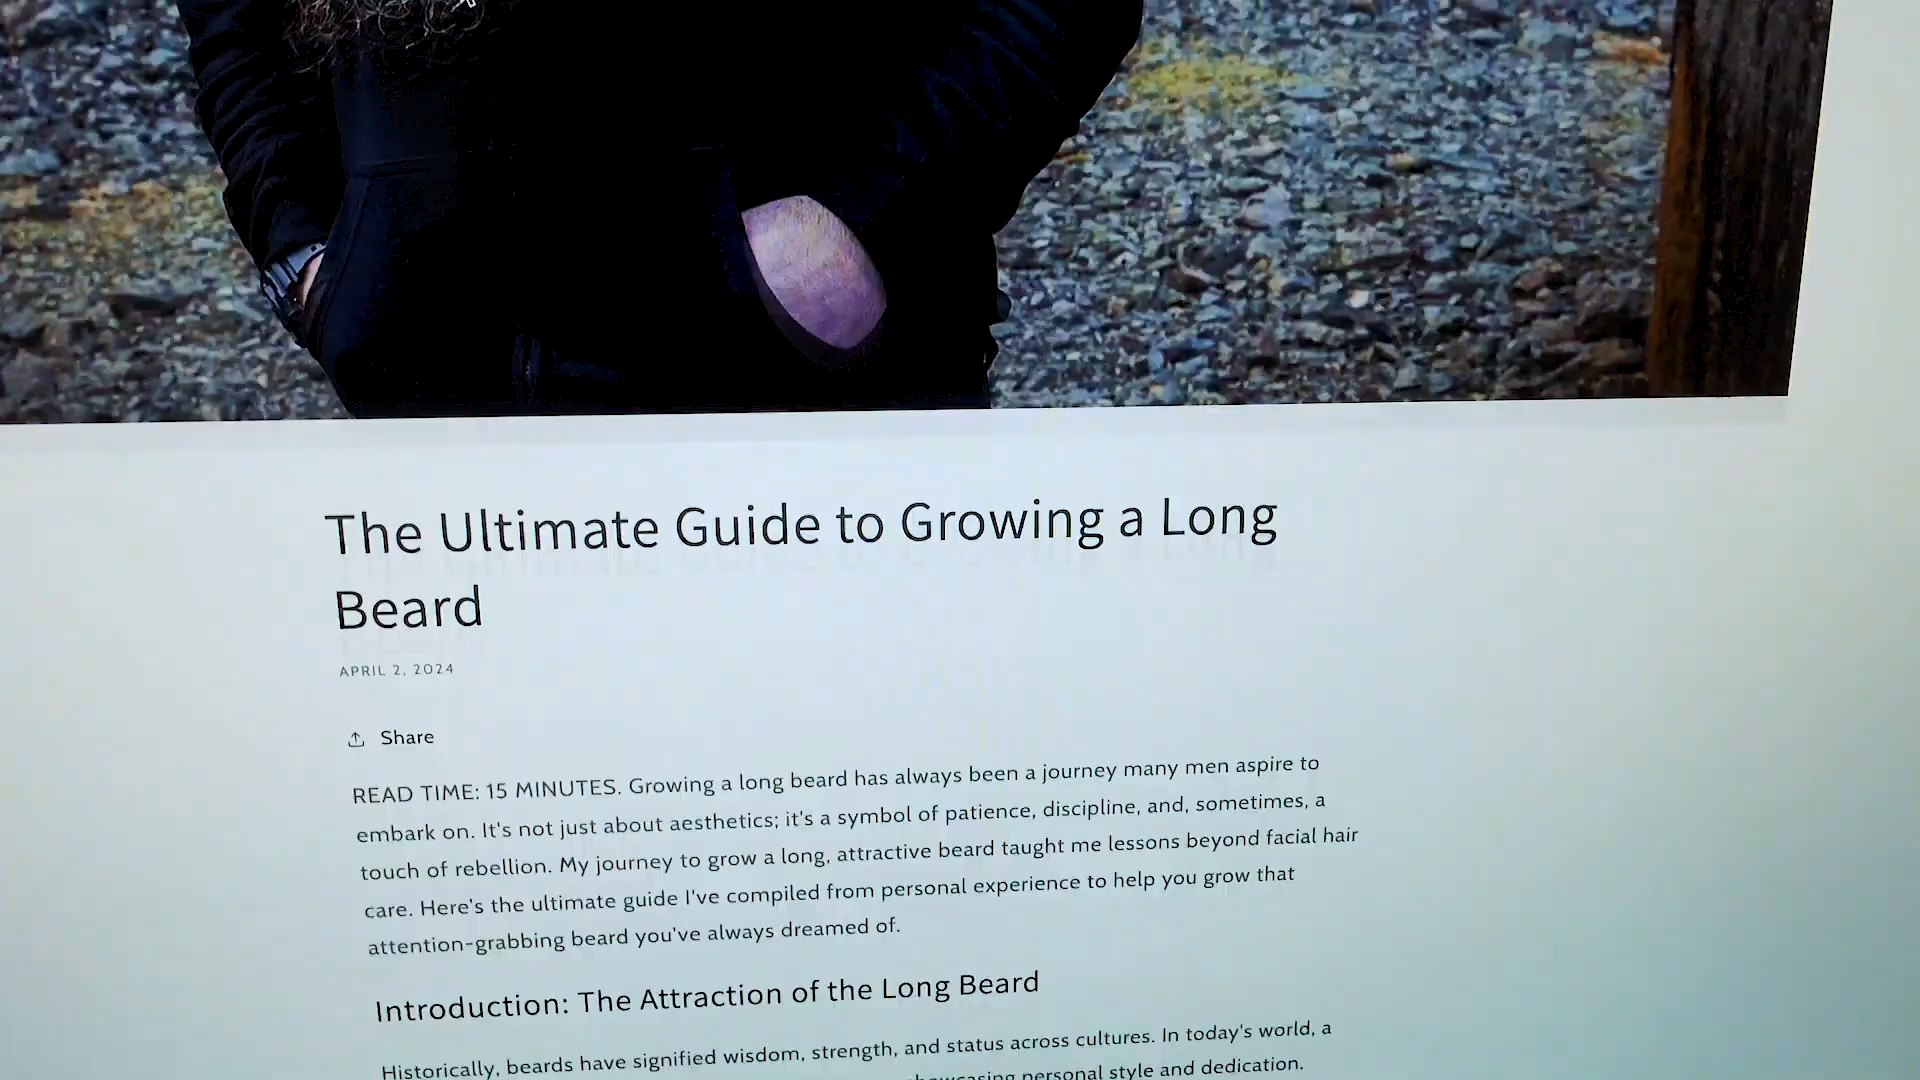 The Ultimate Guide to Growing a Long
Beard
APRIL 2, 2024
Share
READ TIME: 15 MINUTES. Growing a long beard has always been a journey many men aspire to
embark on. It's not just about aesthetics; it's a symbol of patience, discipline, and, sometimes, a
touch of rebellion. My journey to grow a long, attractive beard taught me lessons beyond facial hair
care. Here's the ultimate guide I've compiled from personal experience to help you grow that
attention-grabbing beard you've always dreamed of.
Introduction: The Attraction of the Long Beard
Historically, beards have signified wisdom, strength, and status across cultures. In today's world, a
personal style and dedication.